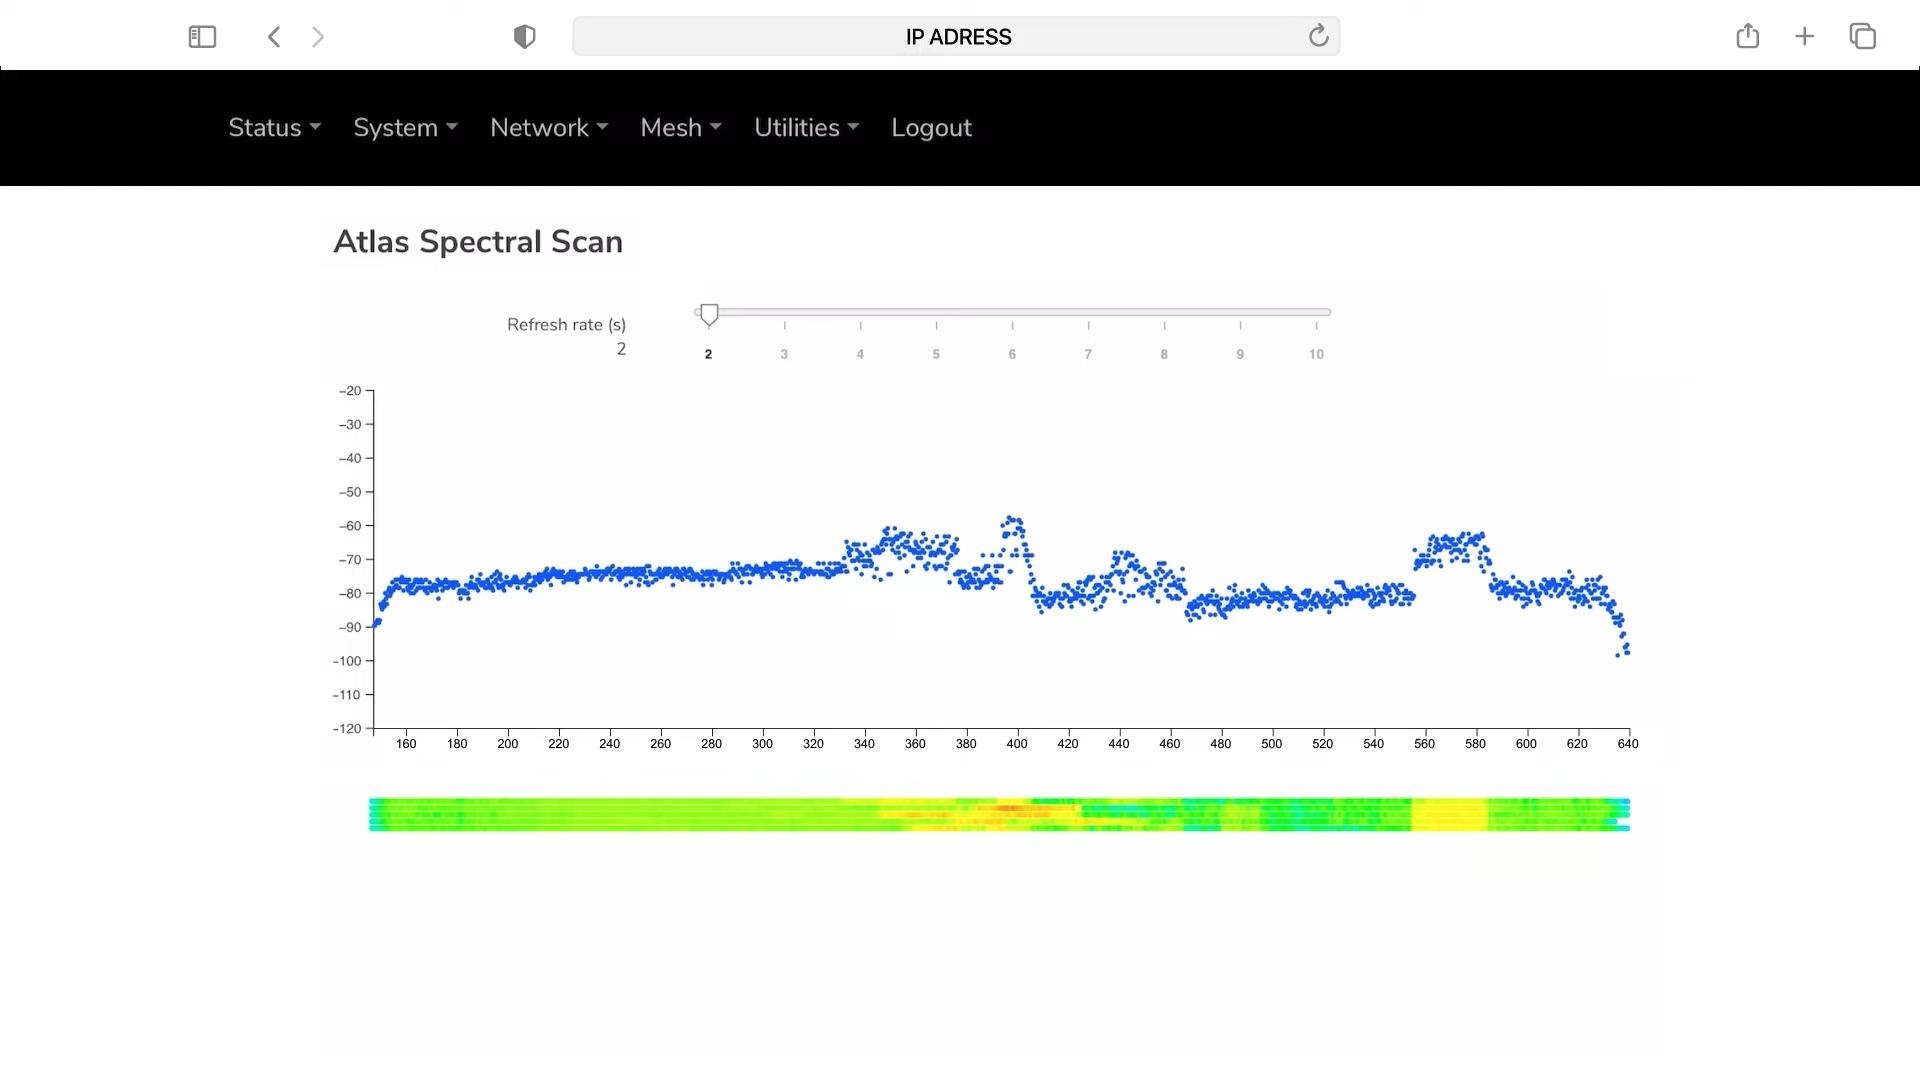 IP ADRESS
Status System Network Mesh Utilities Logout
Atlas Spectral Scan
Refresh rate (s)
2
2 3 4 5 6 7 8 9 10
−20
−30
−40
−50
−60
−70
−80
−90
−100
−110
−120
160 180 200 220 240 260 280 300 320 340 360 380 400 420 440 460 480 500 520 540 560 580 600 620 640